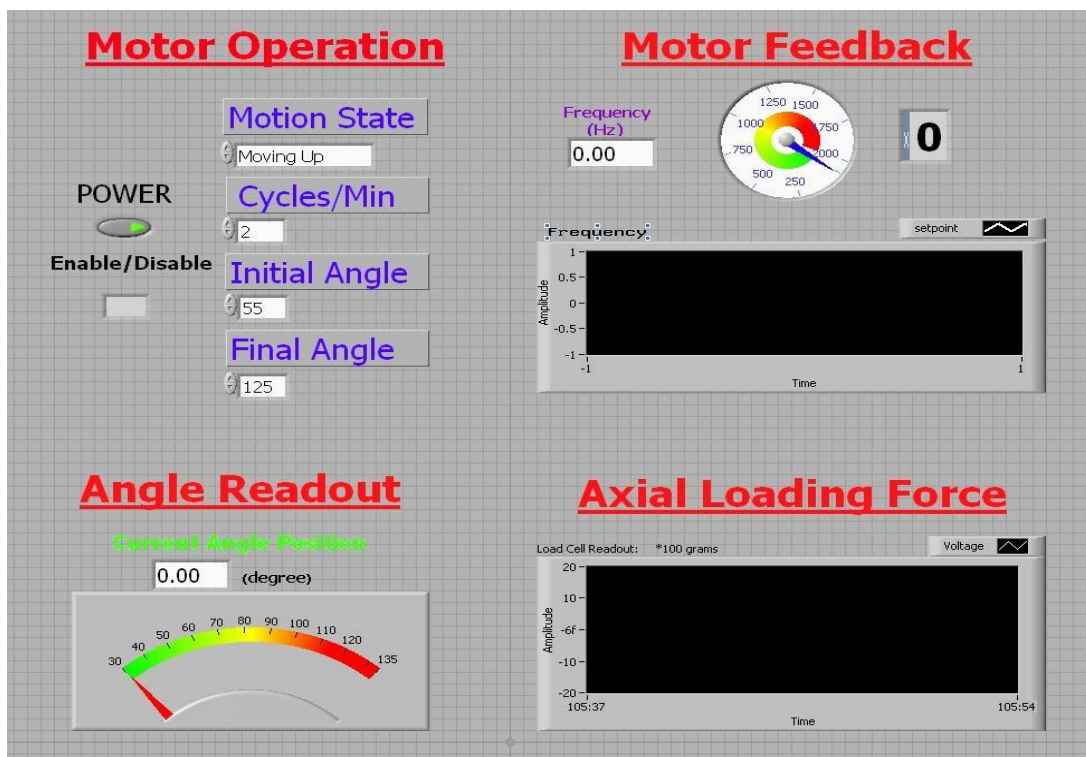 Motor Operation
Motion State
Moving Up
POWER
Cycles/Min
2
Enable/Disable
Initial Angle
55
Final Angle
125
Motor Feedback
Frequency
(Hz)
0.00
250
500
750
1000
1250
1500
1750
2000
0
Frequency
setpoint
Amplitude
1
0.5
0
-0.5
-1
-1
1
Time
Angle Readout
Current Angle Position
0.00 (degree)
30
40
50
60
70
80
90
100
110
120
135
Axial Loading Force
Load Cell Readout: *100 grams
Voltage
Amplitude
20
10
-6f
-10
-20
105:37
105:54
Time